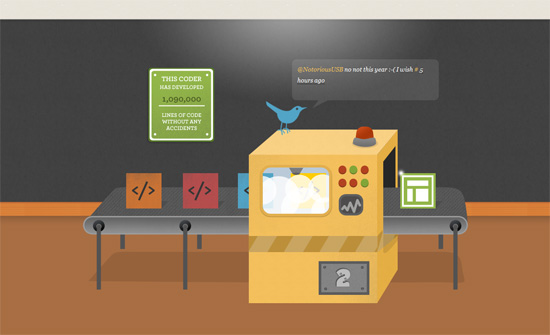 THIS CODER
HAS DEVELOPED
1,090,000
LINES OF CODE
WITHOUT ANY
ACCIDENTS
@NotoriousUSB no not this year :-( I wish # 5
hours ago
</>
</>
2